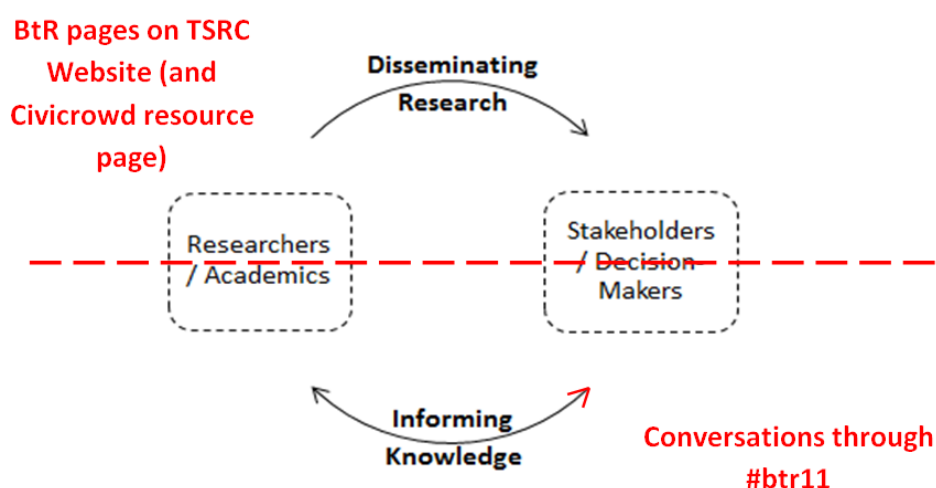 BtR pages on TSRC
Website (and
Civicrowd resource
page)
Disseminating
Research
Researchers
/ Academics
Stakeholders
/ Decision-
Makers
Informing
Knowledge
Conversations through
#btr11